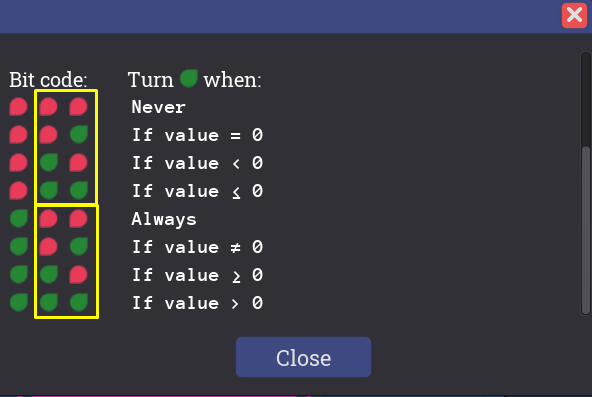 Bit code: Turn when:
Never
If value = 0
If value < 0
If value ≤ 0
Always
If value ≠ 0
If value ≥ 0
If value > 0
Close